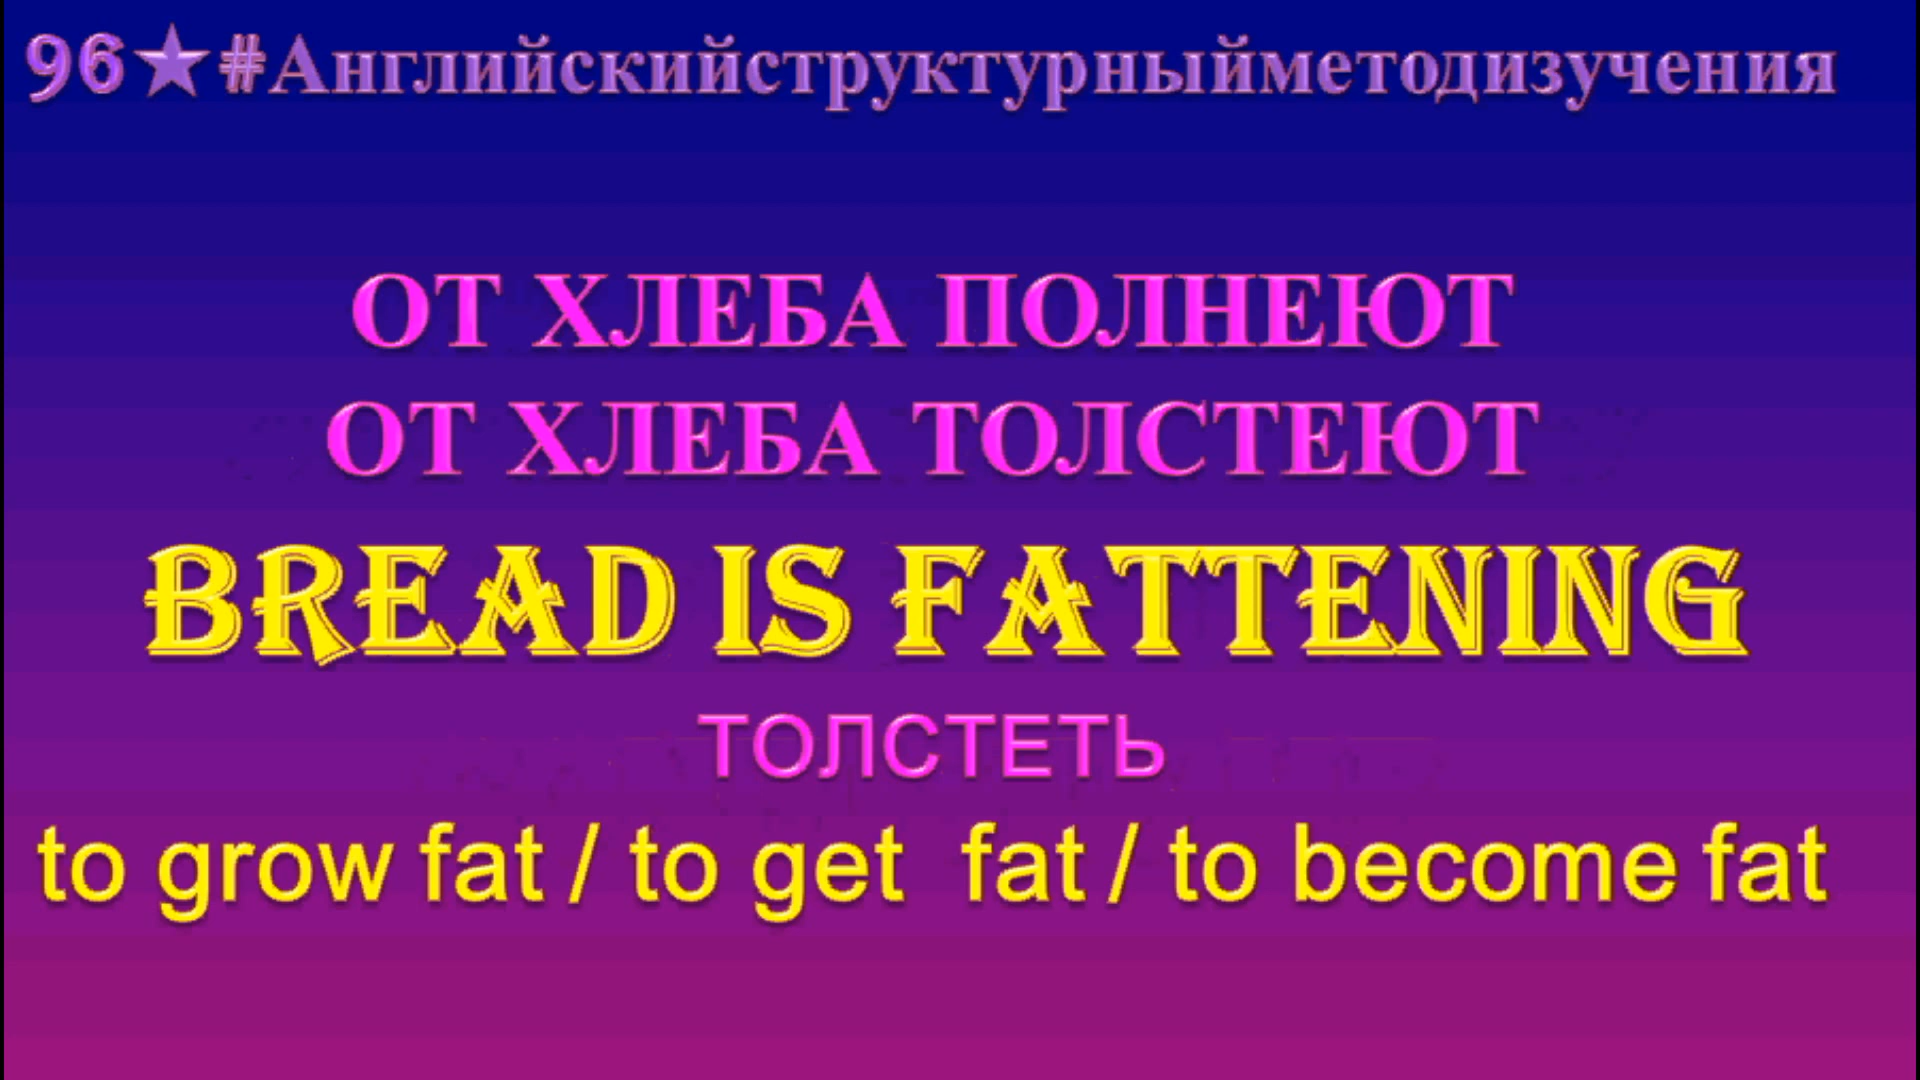 96★#Английскийструктурныйметодизучения
ОТ ХЛЕБА ПОЛНЕЮТ
ОТ ХЛЕБА ТОЛСТЕЮТ
BREAD IS FATTENING
ТОЛСТЕТЬ
to grow fat / to get fat / to become fat